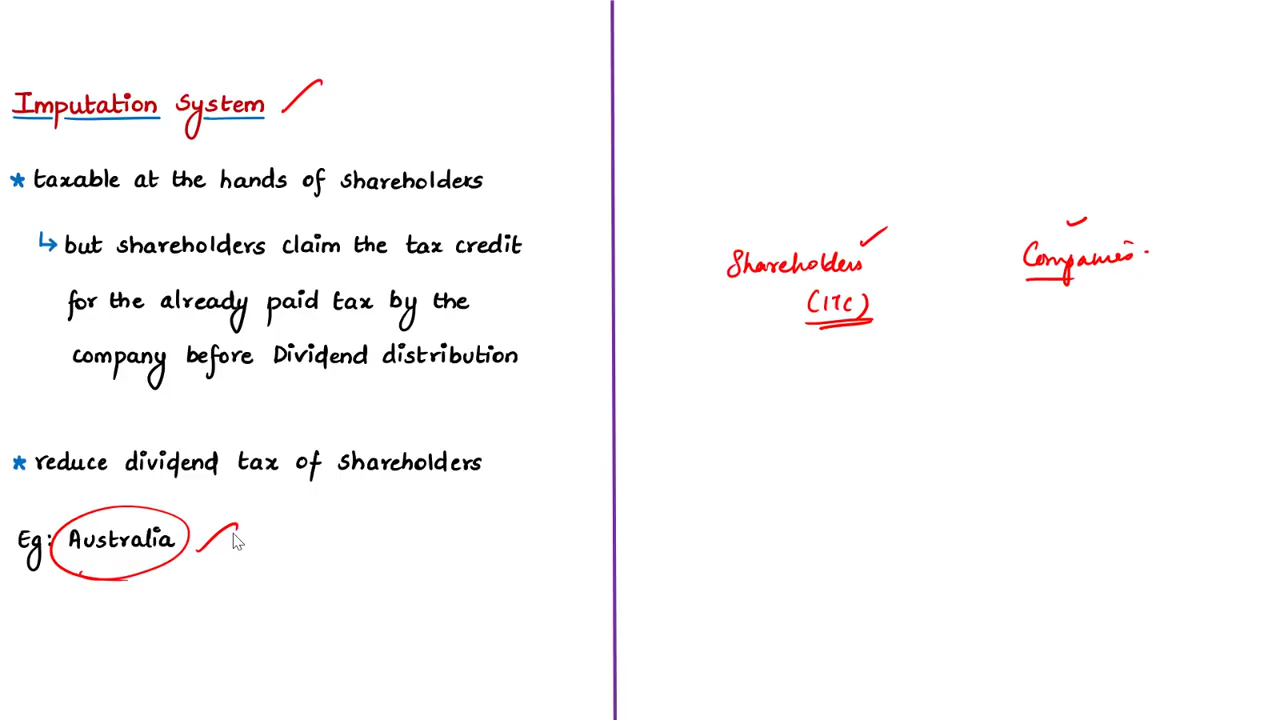 Imputation System
* taxable at the hands of shareholders
↳ but shareholders claim the tax credit
for the already paid tax by the
company before Dividend distribution
* reduce dividend tax of shareholders
Eg: Australia
Shareholders
(ITC)
Companies